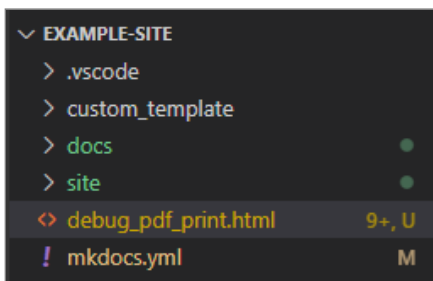 EXAMPLE-SITE
.vscode
custom_template
docs
site
<> debug_pdf_print.html 9+, U
! mkdocs.yml M